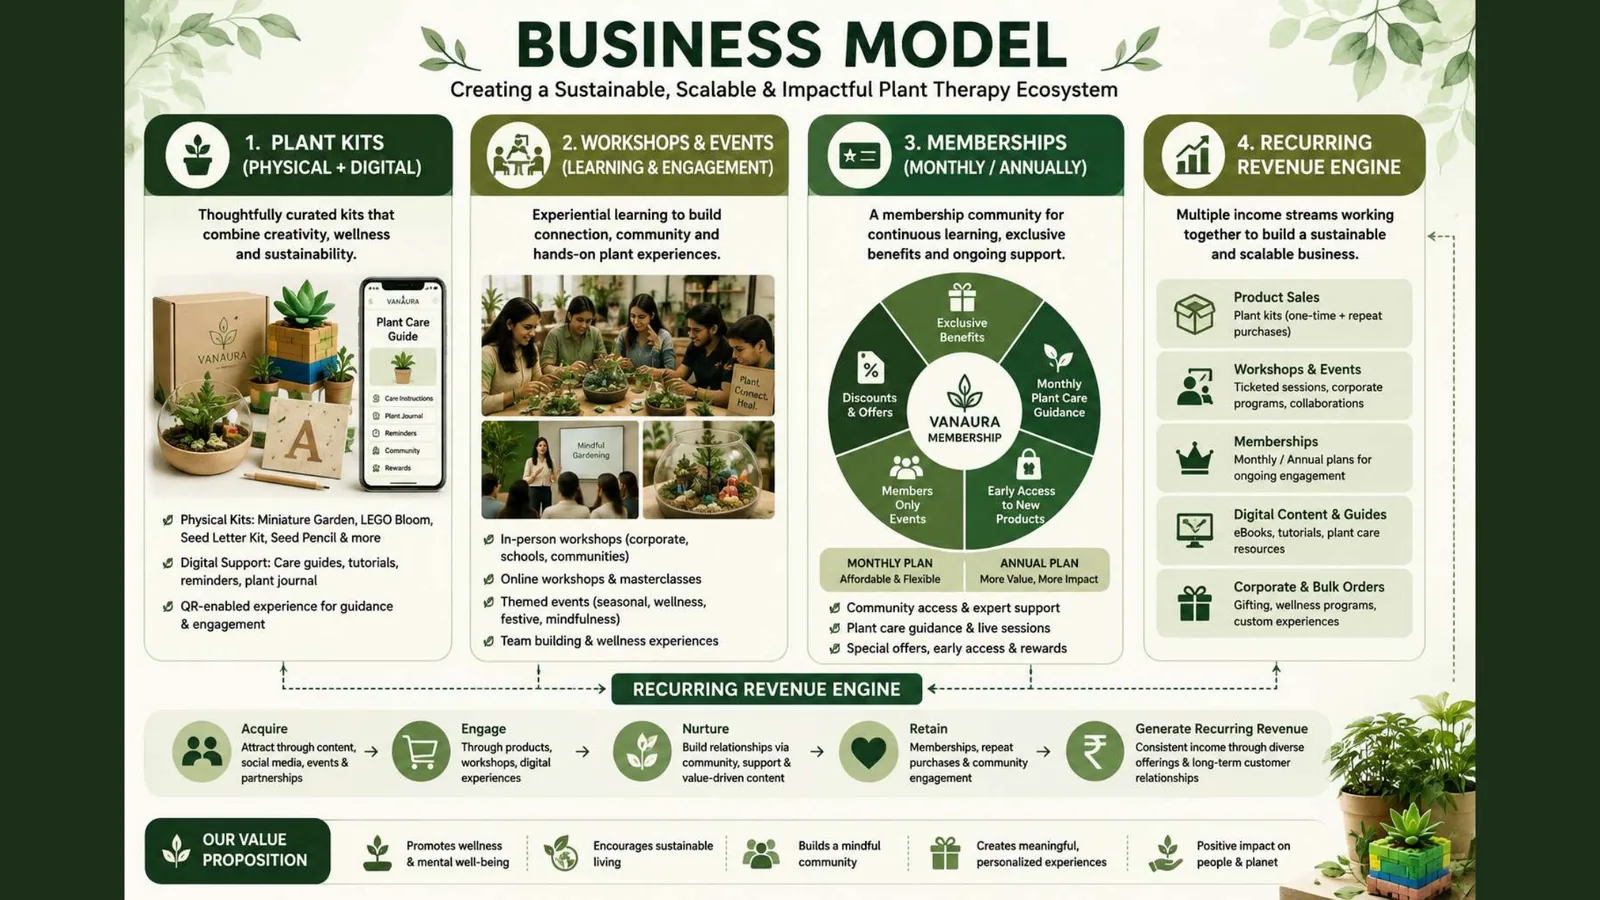 BUSINESS MODEL
Creating a Sustainable, Scalable & Impactful Plant Therapy Ecosystem
1. PLANT KITS
(PHYSICAL + DIGITAL)
Thoughtfully curated kits that
combine creativity, wellness
and sustainability.
VANAURA
VANAURA
Plant Care
Guide
Care Instructions
Plant Journal
Reminders
Community
Rewards
A
Physical Kits: Miniature Garden, LEGO Bloom,
Seed Letter Kit, Seed Pencil & more
Digital Support: Care guides, tutorials,
reminders, plant journal
QR-enabled experience for guidance
& engagement
2. WORKSHOPS & EVENTS
(LEARNING & ENGAGEMENT)
Experiential learning to build
connection, community and
hands-on plant experiences.
Plant,
Connect,
Heal.
Mindful
Gardening
In-person workshops (corporate,
schools, communities)
Online workshops & masterclasses
Themed events (seasonal, wellness,
festive, mindfulness)
Team building & wellness experiences
3. MEMBERSHIPS
(MONTHLY / ANNUALLY)
A membership community for
continuous learning, exclusive
benefits and ongoing support.
Exclusive
Benefits
Monthly
Plant Care
Guidance
Early Access
to New
Products
Members
Only
Events
Discounts
& Offers
VANAURA
MEMBERSHIP
MONTHLY PLAN
Affordable & Flexible
ANNUAL PLAN
More Value, More Impact
Community access & expert support
Plant care guidance & live sessions
Special offers, early access & rewards
4. RECURRING
REVENUE ENGINE
Multiple income streams working
together to build a sustainable
and scalable business.
Product Sales
Plant kits (one-time + repeat
purchases)
Workshops & Events
Ticketed sessions, corporate
programs, collaborations
Memberships
Monthly / Annual plans for
ongoing engagement
Digital Content & Guides
eBooks, tutorials, plant care
resources
Corporate & Bulk Orders
Gifting, wellness programs,
custom experiences
RECURRING REVENUE ENGINE
Acquire
Attract through content,
social media, events &
partnerships
Engage
Through products,
workshops, digital
experiences
Nurture
Build relationships via
community, support &
value-driven content
Retain
Memberships, repeat
purchases & community
engagement
₹
Generate Recurring Revenue
Consistent income through diverse
offerings & long-term customer
relationships
OUR VALUE
PROPOSITION
Promotes wellness
& mental well-being
Encourages sustainable
living
Builds a mindful
community
Creates meaningful,
personalized experiences
Positive impact on
people & planet